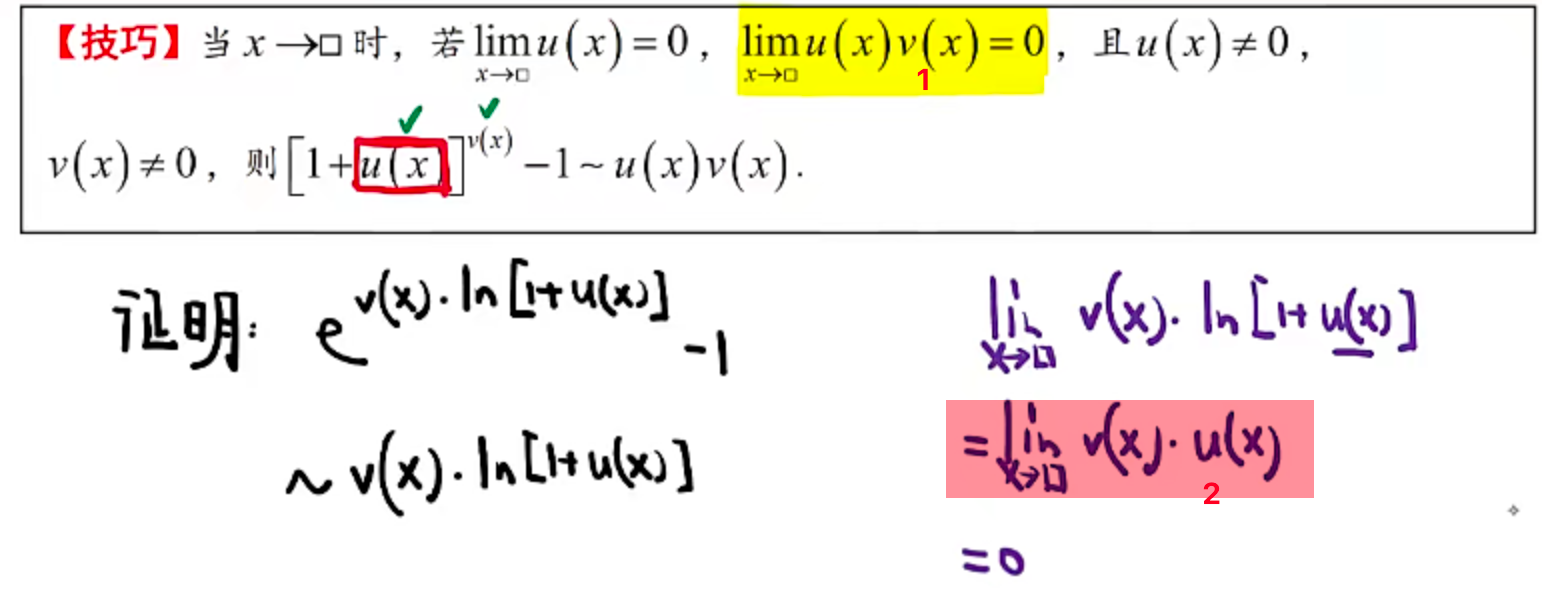 【技巧】当 x→□ 时，若 lim_{x→□} u(x)=0，lim_{x→□} u(x)v(x)=0，且 u(x)≠0，
1
v(x)≠0，则 [1+u(x)]^{v(x)} −1 ~ u(x)v(x).
证明: e^{v(x)·ln[1+u(x)]} −1
lim_{x→□} v(x)·ln[1+u(x)]
~ v(x)·ln[1+u(x)]
=lim_{x→□} v(x)·u(x)
2
=0